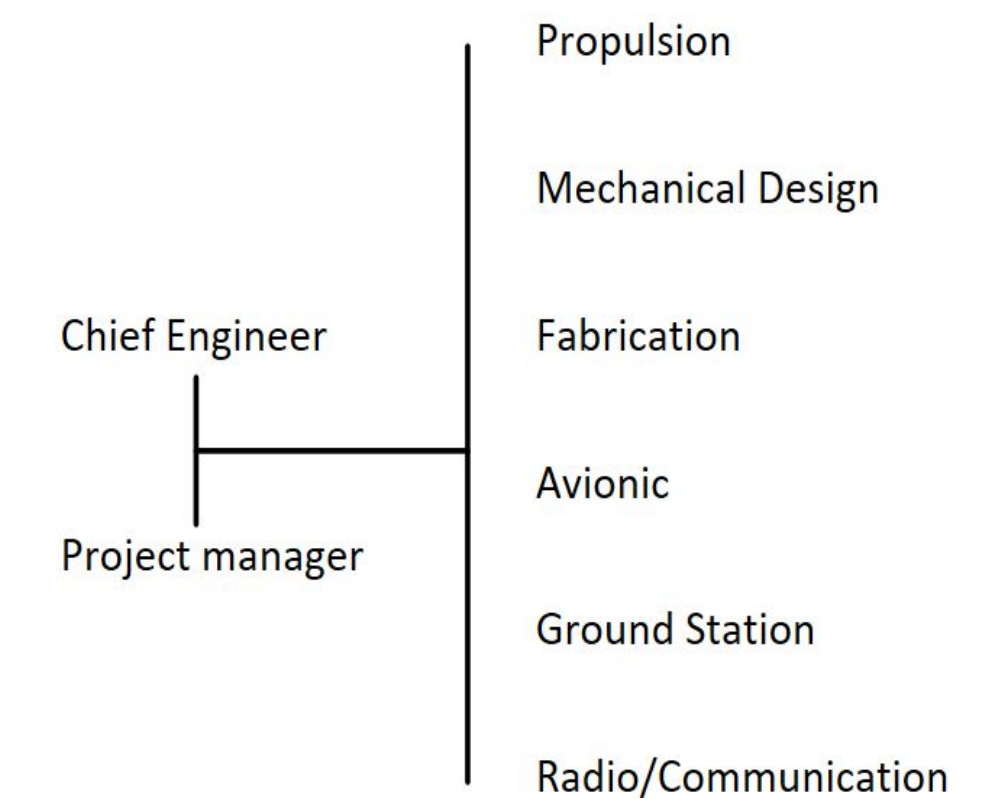 Propulsion
Mechanical Design
Chief Engineer
Fabrication
Avionic
Project manager
Ground Station
Radio/Communication